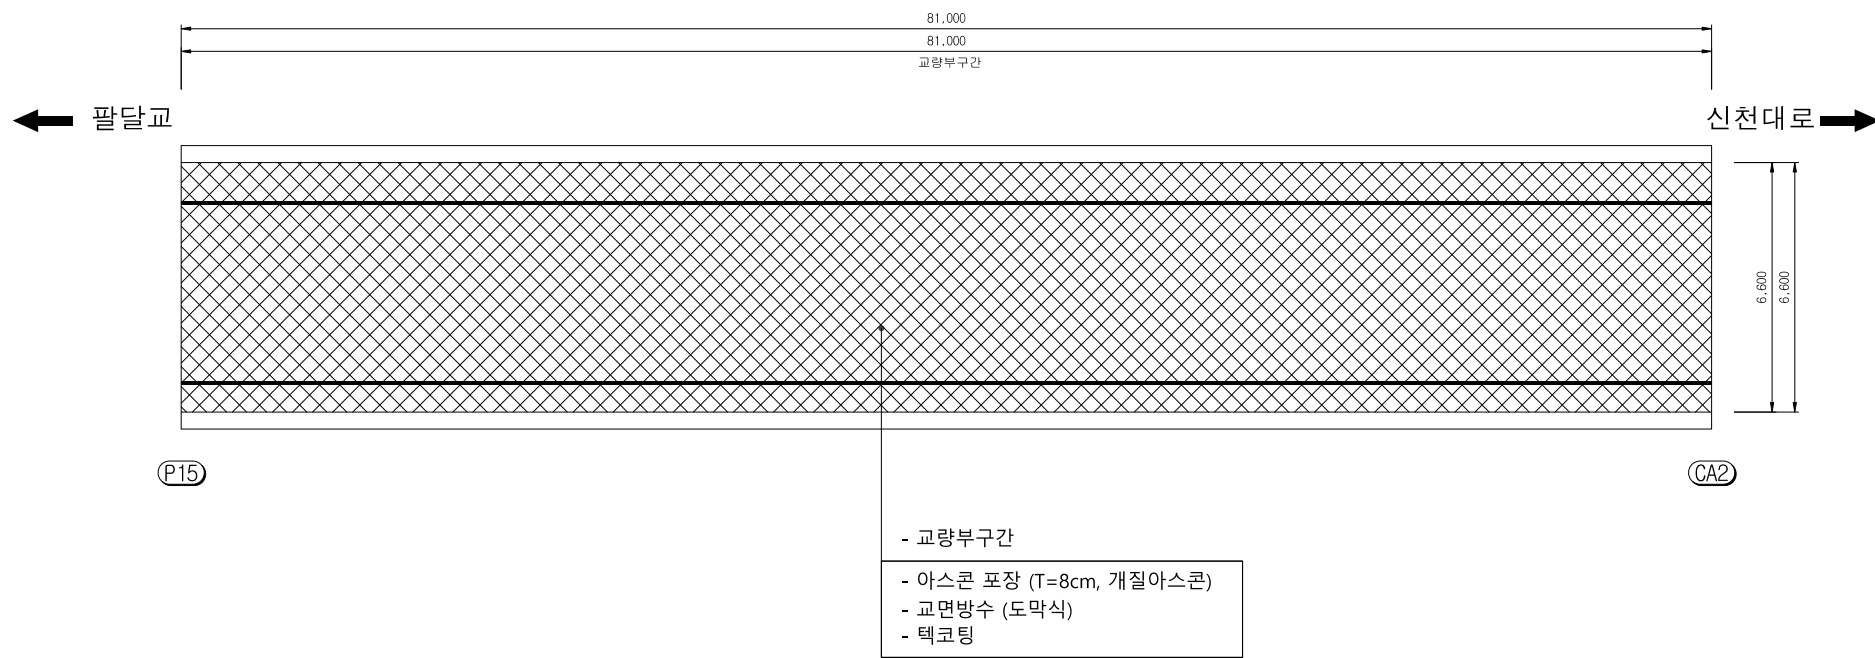 81,000
81,000
교량부구간
팔달교
신천대로
6,600
6,600
P15
CA2
- 교량부구간
- 아스콘 포장 (T=8cm, 개질아스콘)
- 교면방수 (도막식)
- 텍코팅